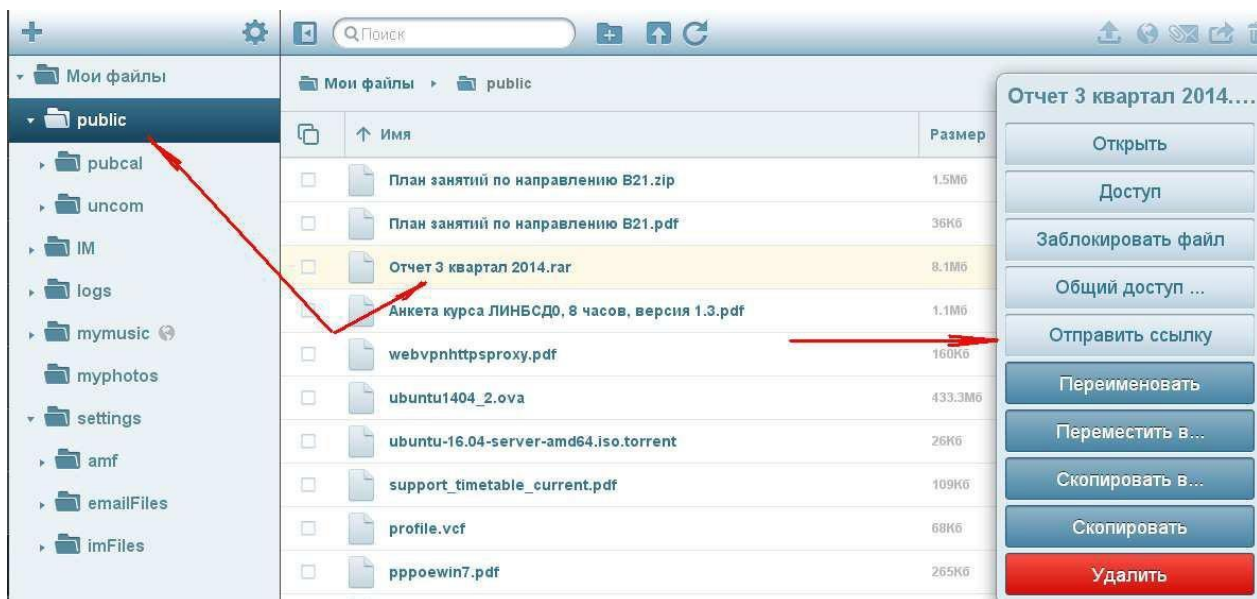 Поиск
Мои файлы
public
pubcal
uncom
IM
logs
mymusic
myphotos
settings
amf
emailFiles
imFiles
Мои файлы public
Имя Размер
План занятий по направлению B21.zip 1.5Мб
План занятий по направлению B21.pdf 36Кб
Отчет 3 квартал 2014.rar 8.1Мб
Анкета курса ЛИНБСД0, 8 часов, версия 1.3.pdf 1.1Мб
webvpnhttpsproxy.pdf 160Кб
ubuntu1404_2.ova 433.3Мб
ubuntu-16.04-server-amd64.iso.torrent 26Кб
support_timetable_current.pdf 109Кб
profile.vcf 68Кб
pppoewin7.pdf 265Кб
Отчет 3 квартал 2014....
Открыть
Доступ
Заблокировать файл
Общий доступ ...
Отправить ссылку
Переименовать
Переместить в...
Скопировать в...
Скопировать
Удалить